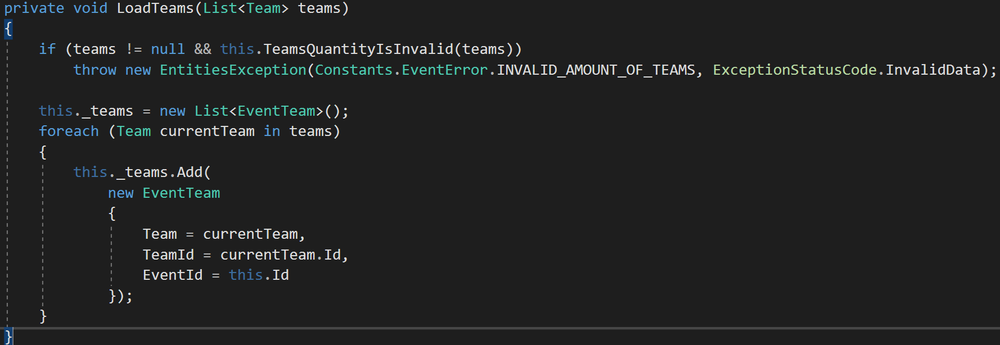 private void LoadTeams(List<Team> teams)
{
    if (teams != null && this.TeamsQuantityIsInvalid(teams))
        throw new EntitiesException(Constants.EventError.INVALID_AMOUNT_OF_TEAMS, ExceptionStatusCode.InvalidData);

    this._teams = new List<EventTeam>();
    foreach (Team currentTeam in teams)
    {
        this._teams.Add(
            new EventTeam
            {
                Team = currentTeam,
                TeamId = currentTeam.Id,
                EventId = this.Id
            });
    }
}